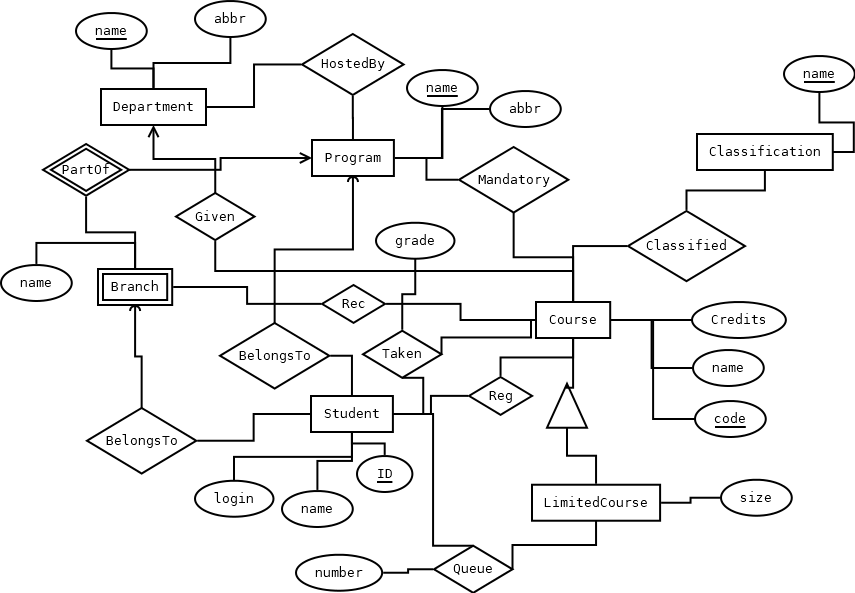 name
abbr
HostedBy
name
name
Department
abbr
Program
Classification
PartOf
Mandatory
Given
grade
Classified
name
Branch
Rec
Course
Credits
BelongsTo
Taken
name
Reg
Student
code
BelongsTo
ID
login
name
LimitedCourse
size
number
Queue